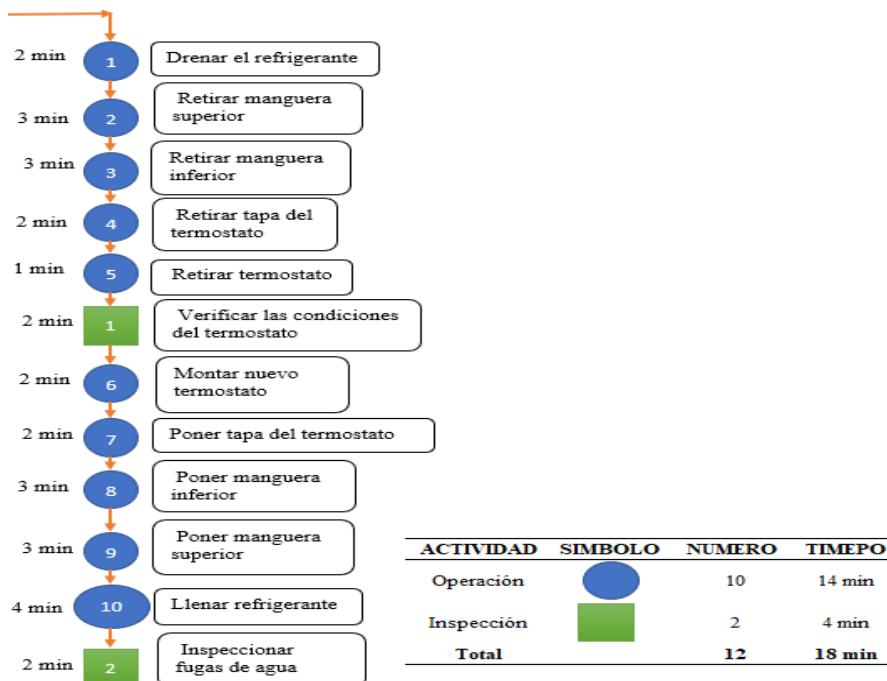 2 min 1 Drenar el refrigerante
3 min 2 Retirar manguera
superior
3 min 3 Retirar manguera
inferior
2 min 4 Retirar tapa del
termostato
1 min 5 Retirar termostato
2 min 1 Verificar las condiciones
del termostato
2 min 6 Montar nuevo
termostato
2 min 7 Poner tapa del termostato
3 min 8 Poner manguera
inferior
3 min 9 Poner manguera
superior
4 min 10 Llenar refrigerante
2 min 2 Inspeccionar
fugas de agua
ACTIVIDAD SIMBOLO NUMERO TIMEPO
Operación 10 14 min
Inspección 2 4 min
Total 12 18 min